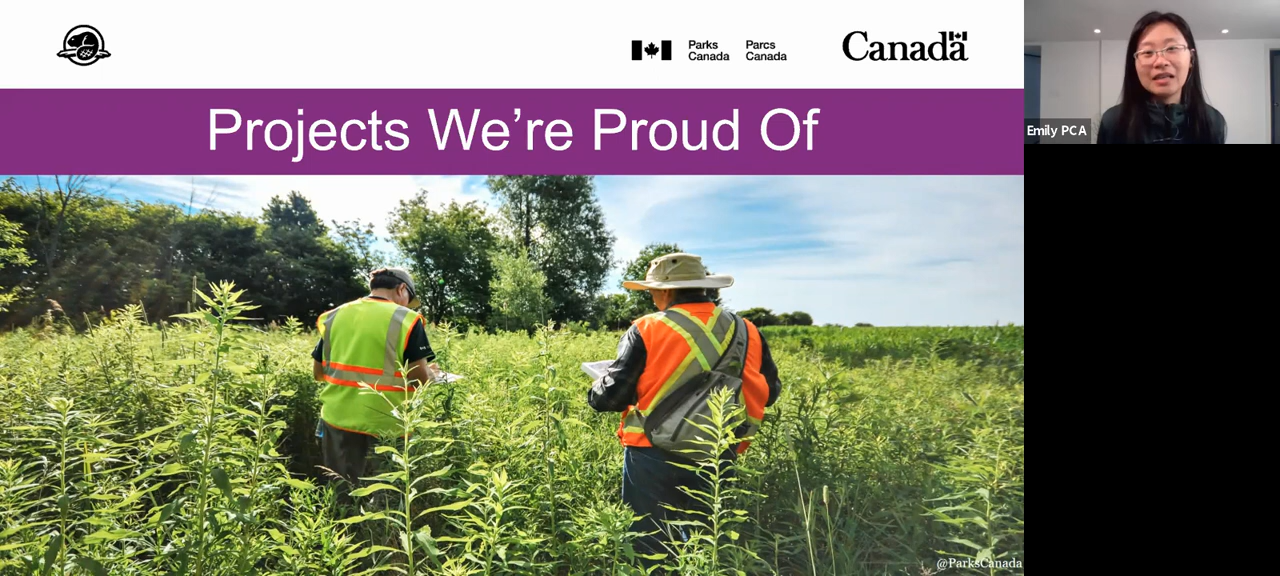 Parks Canada
Parcs Canada
Canada
Projects We're Proud Of
Emily PCA
@ParksCanada